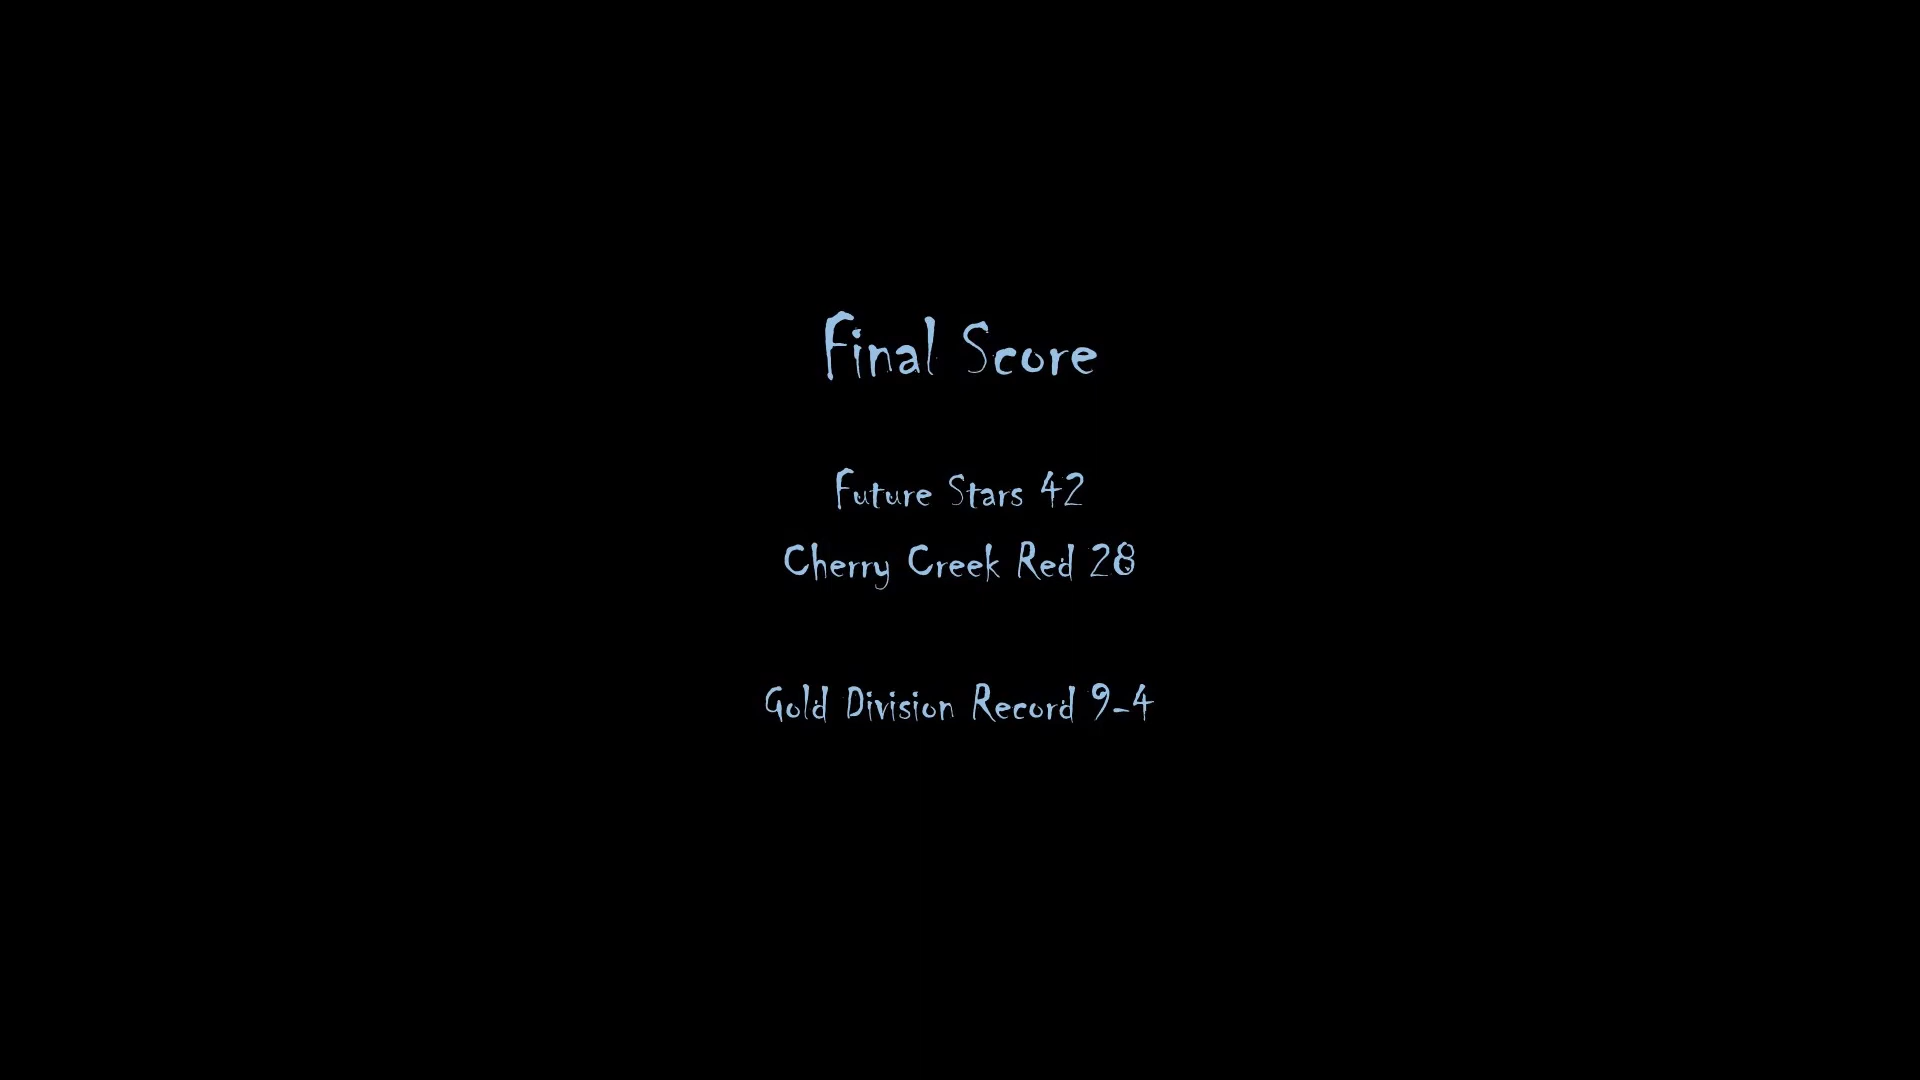 Final Score
Future Stars 42
Cherry Creek Red 28
Gold Division Record 9-4